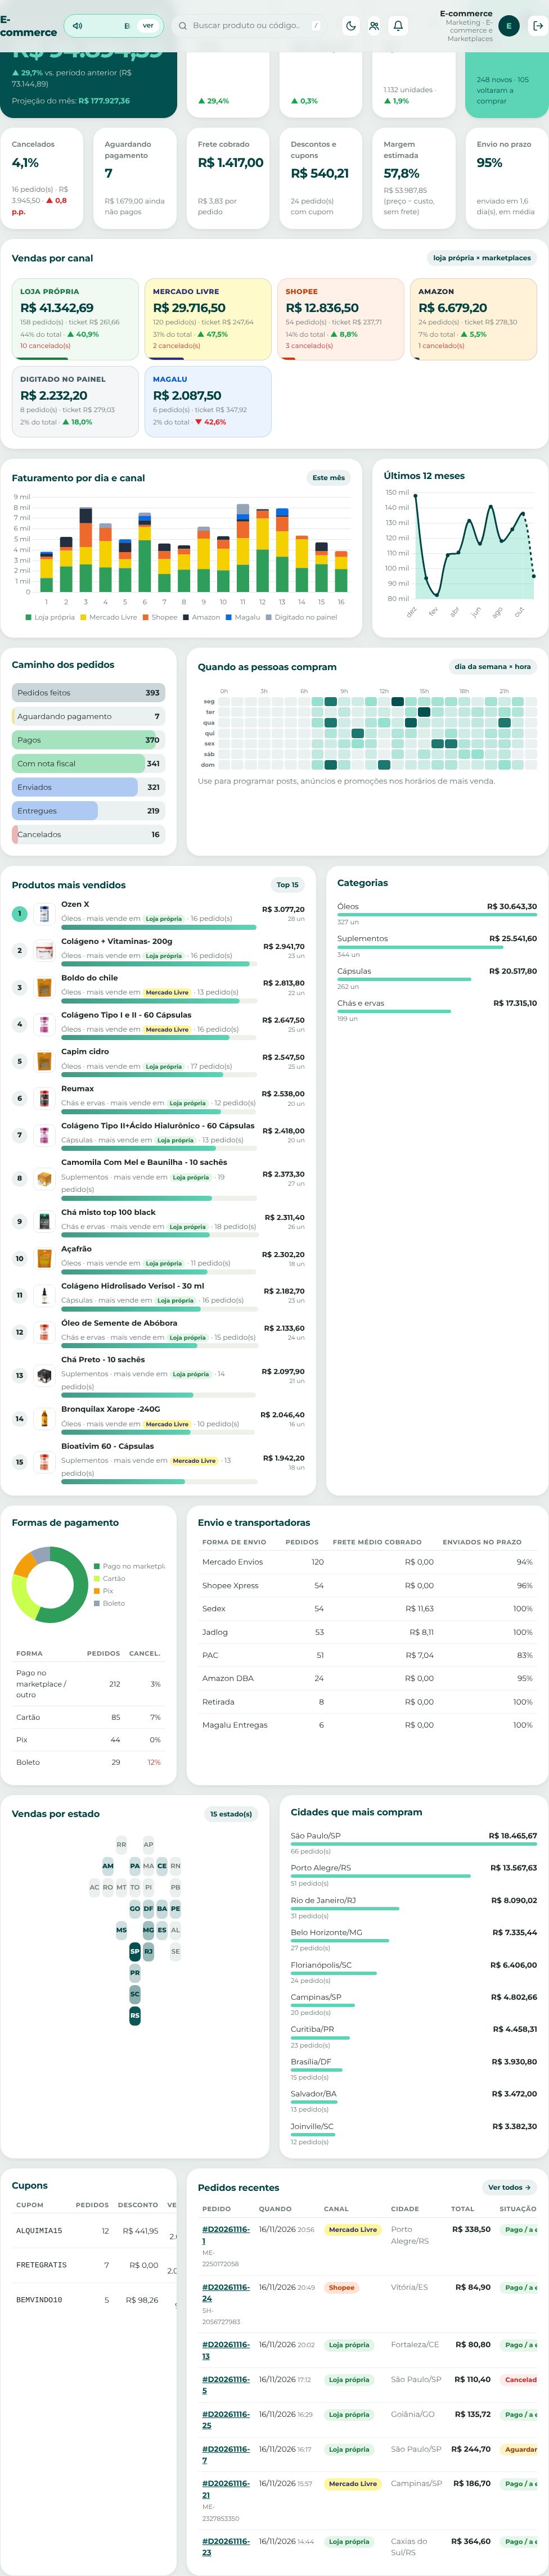 E-commerce
ver
Buscar produto ou código..
/
E-commerce
Marketing · E-commerce e Marketplaces
E
▲ 29,7% vs. período anterior (R$ 73.144,89)
Projeção do mês: R$ 177.927,36
▲ 29,4%
▲ 0,3%
1.132 unidades ·
▲ 1,9%
248 novos · 105 voltaram a comprar
Cancelados
4,1%
16 pedido(s) · R$ 3.945,50 · ▲ 0,8 p.p.
Aguardando pagamento
7
R$ 1.679,00 ainda não pagos
Frete cobrado
R$ 1.417,00
R$ 3,83 por pedido
Descontos e cupons
R$ 540,21
24 pedido(s) com cupom
Margem estimada
57,8%
R$ 53.987,85 (preço − custo, sem frete)
Envio no prazo
95%
enviado em 1,6 dia(s), em média
Vendas por canal
loja própria × marketplaces
LOJA PRÓPRIA
R$ 41.342,69
158 pedido(s) · ticket R$ 261,66
44% do total · ▲ 40,9%
10 cancelado(s)
MERCADO LIVRE
R$ 29.716,50
120 pedido(s) · ticket R$ 247,64
31% do total · ▲ 47,5%
2 cancelado(s)
SHOPEE
R$ 12.836,50
54 pedido(s) · ticket R$ 237,71
14% do total · ▲ 8,8%
3 cancelado(s)
AMAZON
R$ 6.679,20
24 pedido(s) · ticket R$ 278,30
7% do total · ▲ 5,5%
1 cancelado(s)
DIGITADO NO PAINEL
R$ 2.232,20
8 pedido(s) · ticket R$ 279,03
2% do total · ▲ 18,0%
MAGALU
R$ 2.087,50
6 pedido(s) · ticket R$ 347,92
2% do total · ▼ 42,6%
Faturamento por dia e canal
Este mês
9 mil
8 mil
7 mil
6 mil
5 mil
4 mil
3 mil
2 mil
1 mil
0
1 2 3 4 5 6 7 8 9 10 11 12 13 14 15 16
Loja própria Mercado Livre Shopee Amazon Magalu Digitado no painel
Últimos 12 meses
150 mil
140 mil
130 mil
120 mil
110 mil
100 mil
90 mil
80 mil
dez fev abr jun ago out
Caminho dos pedidos
Pedidos feitos 393
Aguardando pagamento 7
Pagos 370
Com nota fiscal 341
Enviados 321
Entregues 219
Cancelados 16
Quando as pessoas compram
dia da semana × hora
0h 3h 6h 9h 12h 15h 18h 21h
seg
ter
qua
qui
sex
sáb
dom
Use para programar posts, anúncios e promoções nos horários de mais venda.
Produtos mais vendidos
Top 15
1 Ozen X R$ 3.077,20
Óleos · mais vende em Loja própria · 16 pedido(s) 28 un
2 Colágeno + Vitaminas- 200g R$ 2.941,70
Óleos · mais vende em Loja própria · 16 pedido(s) 23 un
3 Boldo do chile R$ 2.813,80
Óleos · mais vende em Mercado Livre · 13 pedido(s) 22 un
4 Colágeno Tipo I e II - 60 Cápsulas R$ 2.647,50
Óleos · mais vende em Mercado Livre · 16 pedido(s) 25 un
5 Capim cidro R$ 2.547,50
Óleos · mais vende em Loja própria · 17 pedido(s) 25 un
6 Reumax R$ 2.538,00
Chás e ervas · mais vende em Loja própria · 12 pedido(s) 20 un
7 Colágeno Tipo II+Ácido Hialurônico - 60 Cápsulas R$ 2.418,00
Cápsulas · mais vende em Loja própria · 13 pedido(s) 20 un
8 Camomila Com Mel e Baunilha - 10 sachês R$ 2.373,30
Suplementos · mais vende em Loja própria · 19 pedido(s) 27 un
9 Chá misto top 100 black R$ 2.311,40
Chás e ervas · mais vende em Loja própria · 18 pedido(s) 26 un
10 Açafrão R$ 2.302,20
Óleos · mais vende em Loja própria · 11 pedido(s) 18 un
11 Colágeno Hidrolisado Verisol - 30 ml R$ 2.182,70
Cápsulas · mais vende em Loja própria · 16 pedido(s) 23 un
12 Óleo de Semente de Abóbora R$ 2.133,60
Chás e ervas · mais vende em Loja própria · 15 pedido(s) 24 un
13 Chá Preto - 10 sachês R$ 2.097,90
Suplementos · mais vende em Loja própria · 14 pedido(s) 21 un
14 Bronquilax Xarope -240G R$ 2.046,40
Óleos · mais vende em Mercado Livre · 10 pedido(s) 16 un
15 Bioativim 60 - Cápsulas R$ 1.942,20
Suplementos · mais vende em Mercado Livre · 13 pedido(s) 18 un
Categorias
Óleos R$ 30.643,30
327 un
Suplementos R$ 25.541,60
344 un
Cápsulas R$ 20.517,80
262 un
Chás e ervas R$ 17.315,10
199 un
Formas de pagamento
Pago no marketpl
Cartão
Pix
Boleto
FORMA PEDIDOS CANCEL.
Pago no marketplace / outro 212 3%
Cartão 85 7%
Pix 44 0%
Boleto 29 12%
Envio e transportadoras
FORMA DE ENVIO PEDIDOS FRETE MÉDIO COBRADO ENVIADOS NO PRAZO
Mercado Envios 120 R$ 0,00 94%
Shopee Xpress 54 R$ 0,00 96%
Sedex 54 R$ 11,63 100%
Jadlog 53 R$ 8,11 100%
PAC 51 R$ 7,04 83%
Amazon DBA 24 R$ 0,00 95%
Retirada 8 R$ 0,00 100%
Magalu Entregas 6 R$ 0,00 100%
Vendas por estado
15 estado(s)
RR AP
AM PA MA CE RN
AC RO MT TO PI PB
GO DF BA PE
MS MG ES AL
SP RJ SE
PR
SC
RS
Cidades que mais compram
São Paulo/SP R$ 18.465,67
66 pedido(s)
Porto Alegre/RS R$ 13.567,63
51 pedido(s)
Rio de Janeiro/RJ R$ 8.090,02
31 pedido(s)
Belo Horizonte/MG R$ 7.335,44
27 pedido(s)
Florianópolis/SC R$ 6.406,00
24 pedido(s)
Campinas/SP R$ 4.802,66
20 pedido(s)
Curitiba/PR R$ 4.458,31
23 pedido(s)
Brasília/DF R$ 3.930,80
15 pedido(s)
Salvador/BA R$ 3.472,00
13 pedido(s)
Joinville/SC R$ 3.382,30
12 pedido(s)
Cupons
CUPOM PEDIDOS DESCONTO VE
ALQUIMIA15 12 R$ 441,95
FRETEGRATIS 7 R$ 0,00
BEMVINDO10 5 R$ 98,26
Pedidos recentes
Ver todos →
PEDIDO QUANDO CANAL CIDADE TOTAL SITUAÇÃO
#D20261116-1 16/11/2026 20:56 Mercado Livre Porto Alegre/RS R$ 338,50 Pago / a e
ME-2250172058
#D20261116-24 16/11/2026 20:49 Shopee Vitória/ES R$ 84,90 Pago / a e
SH-2056727983
#D20261116-13 16/11/2026 20:02 Loja própria Fortaleza/CE R$ 80,80 Pago / a e
#D20261116-5 16/11/2026 17:12 Loja própria São Paulo/SP R$ 110,40 Cancelad
#D20261116-25 16/11/2026 16:29 Loja própria Goiânia/GO R$ 135,72 Pago / a e
#D20261116-7 16/11/2026 16:17 Loja própria São Paulo/SP R$ 244,70 Aguardar
#D20261116-21 16/11/2026 15:57 Mercado Livre Campinas/SP R$ 186,70 Pago / a e
ME-2327853350
#D20261116-23 16/11/2026 14:44 Loja própria Caxias do Sul/RS R$ 364,60 Pago / a e